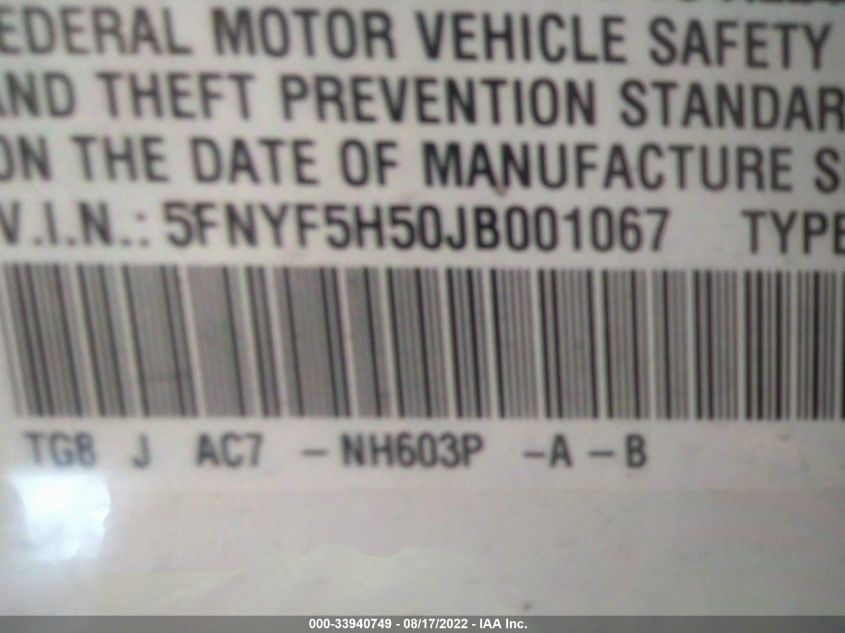 EDERAL MOTOR VEHICLE SAFETY
AND THEFT PREVENTION STANDAR
ON THE DATE OF MANUFACTURE S
V.I.N.: 5FNYF5H50JB001067 TYPE
TG8 J AC7 - NH603P - A - B
000-33940749 - 08/17/2022 - IAA Inc.